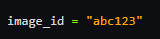 image_id = "abc123"